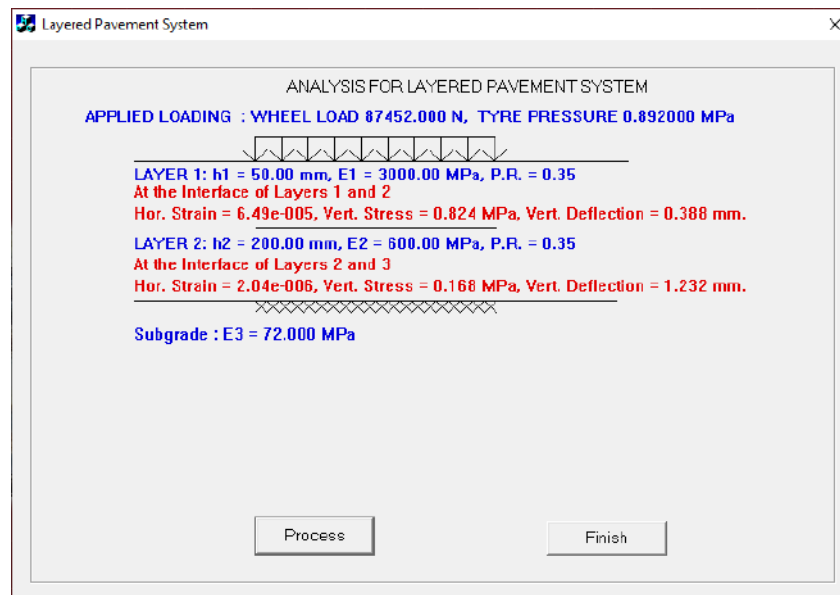 Layered Pavement System
ANALYSIS FOR LAYERED PAVEMENT SYSTEM
APPLIED LOADING : WHEEL LOAD 87452.000 N, TYRE PRESSURE 0.892000 MPa
LAYER 1: h1 = 50.00 mm, E1 = 3000.00 MPa, P.R. = 0.35
At the Interface of Layers 1 and 2
Hor. Strain = 6.49e-005, Vert. Stress = 0.824 MPa, Vert. Deflection = 0.388 mm.
LAYER 2: h2 = 200.00 mm, E2 = 600.00 MPa, P.R. = 0.35
At the Interface of Layers 2 and 3
Hor. Strain = 2.04e-006, Vert. Stress = 0.168 MPa, Vert. Deflection = 1.232 mm.
Subgrade : E3 = 72.000 MPa
Process
Finish